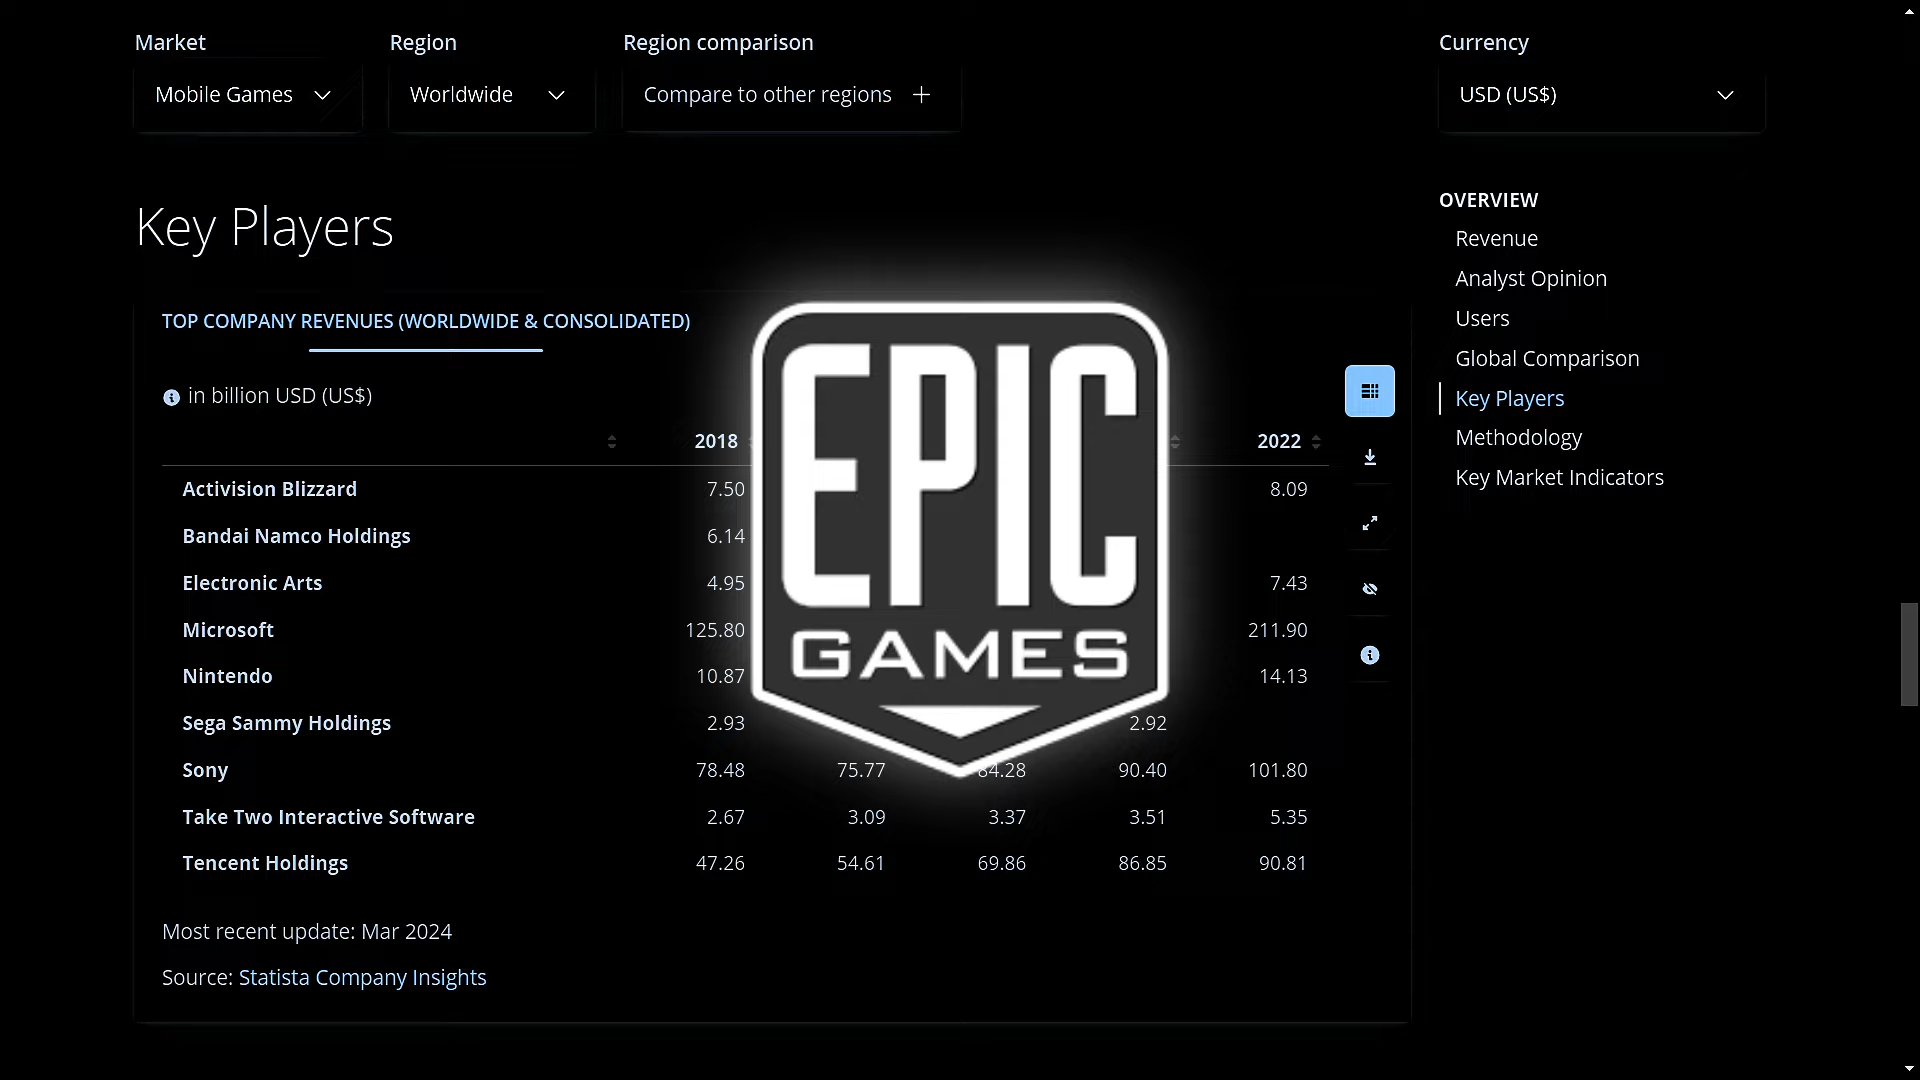 Market Region Region comparison Currency
Mobile Games Worldwide Compare to other regions + USD (US$)
Key Players
OVERVIEW
Revenue
Analyst Opinion
Users
Global Comparison
Key Players
Methodology
Key Market Indicators
TOP COMPANY REVENUES (WORLDWIDE & CONSOLIDATED)
in billion USD (US$)
2018 2022
Activision Blizzard 7.50 8.09
Bandai Namco Holdings 6.14
Electronic Arts 4.95 7.43
Microsoft 125.80 211.90
Nintendo 10.87 14.13
Sega Sammy Holdings 2.93 2.92
Sony 78.48 75.77 84.28 90.40 101.80
Take Two Interactive Software 2.67 3.09 3.37 3.51 5.35
Tencent Holdings 47.26 54.61 69.86 86.85 90.81
EPIC
GAMES
Most recent update: Mar 2024
Source: Statista Company Insights